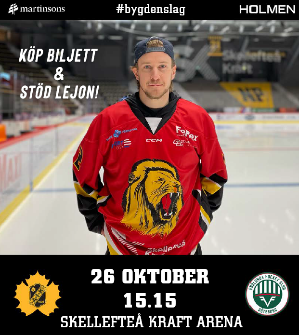 martinsons
#bygdenslag
HOLMEN
KÖP BILJETT
&
STÖD LEJON!
CCM
26 OKTOBER
15.15
SKELLEFTEÅ KRAFT ARENA